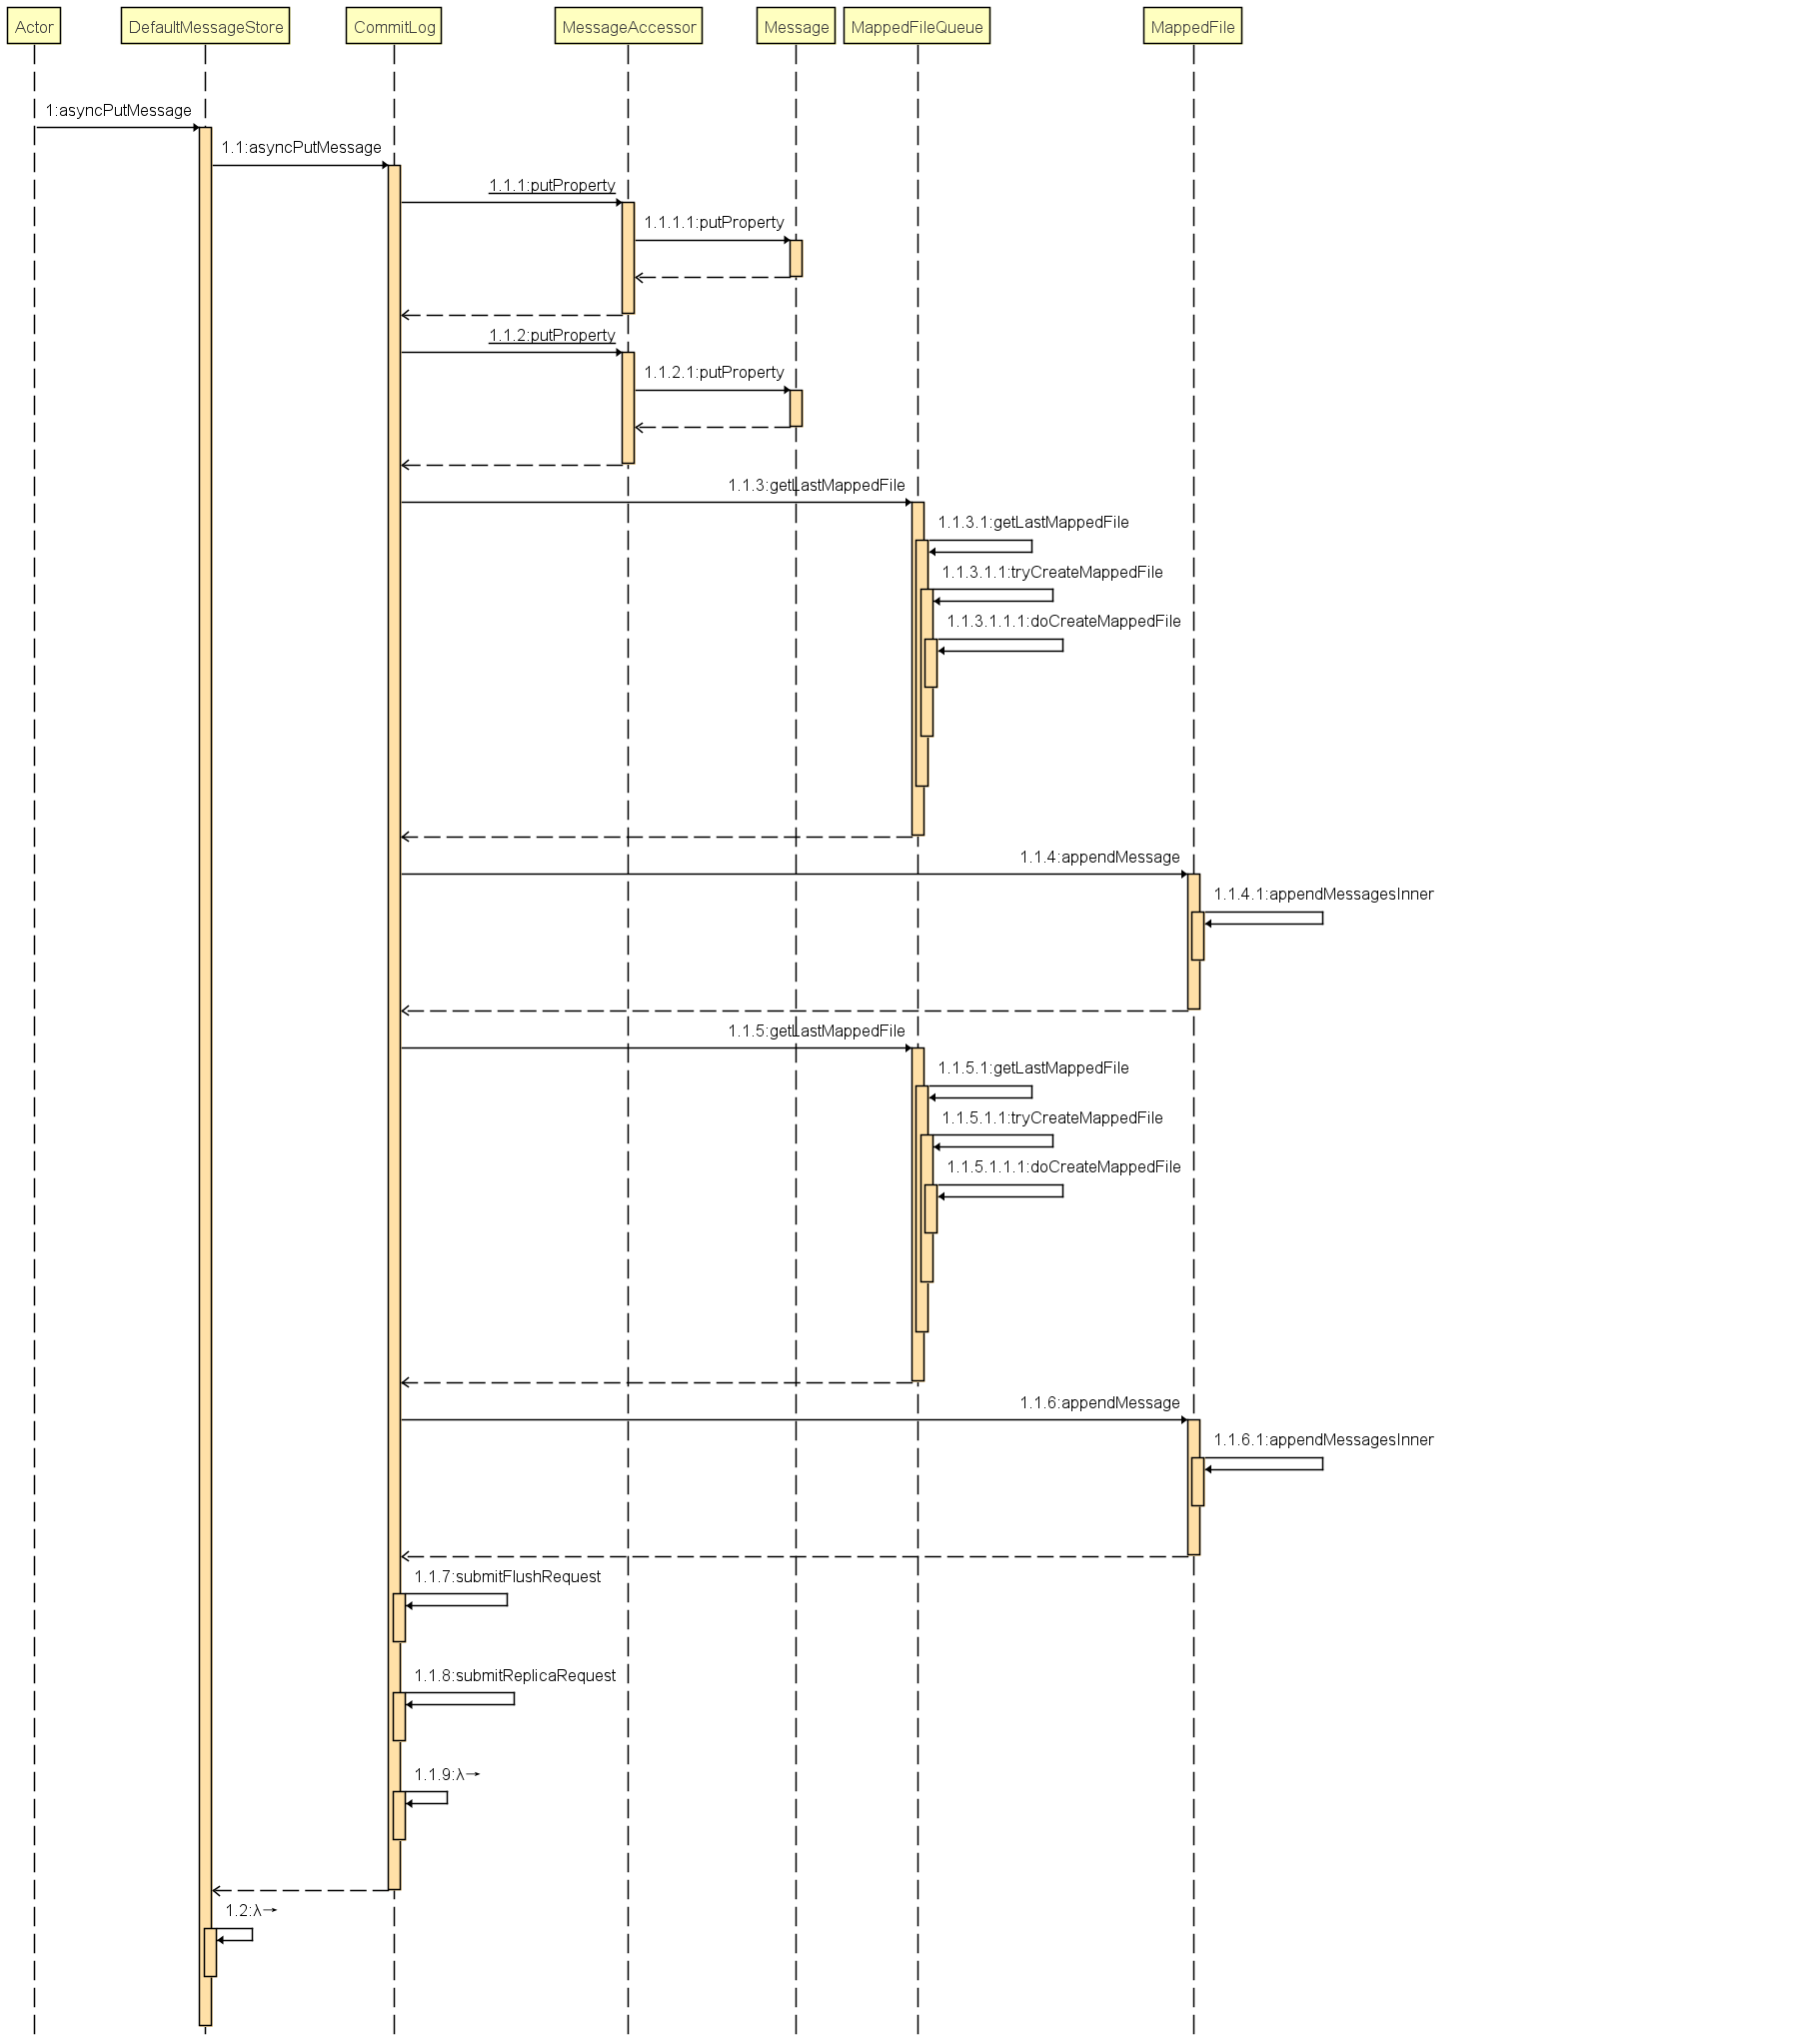 Actor
DefaultMessageStore
CommitLog
MessageAccessor
Message
MappedFileQueue
MappedFile
1:asyncPutMessage
1.1:asyncPutMessage
1.1.1:putProperty
1.1.1.1:putProperty
1.1.2:putProperty
1.1.2.1:putProperty
1.1.3:getLastMappedFile
1.1.3.1:getLastMappedFile
1.1.3.1.1:tryCreateMappedFile
1.1.3.1.1.1:doCreateMappedFile
1.1.4:appendMessage
1.1.4.1:appendMessagesInner
1.1.5:getLastMappedFile
1.1.5.1:getLastMappedFile
1.1.5.1.1:tryCreateMappedFile
1.1.5.1.1.1:doCreateMappedFile
1.1.6:appendMessage
1.1.6.1:appendMessagesInner
1.1.7:submitFlushRequest
1.1.8:submitReplicaRequest
1.1.9:λ→
1.2:λ→